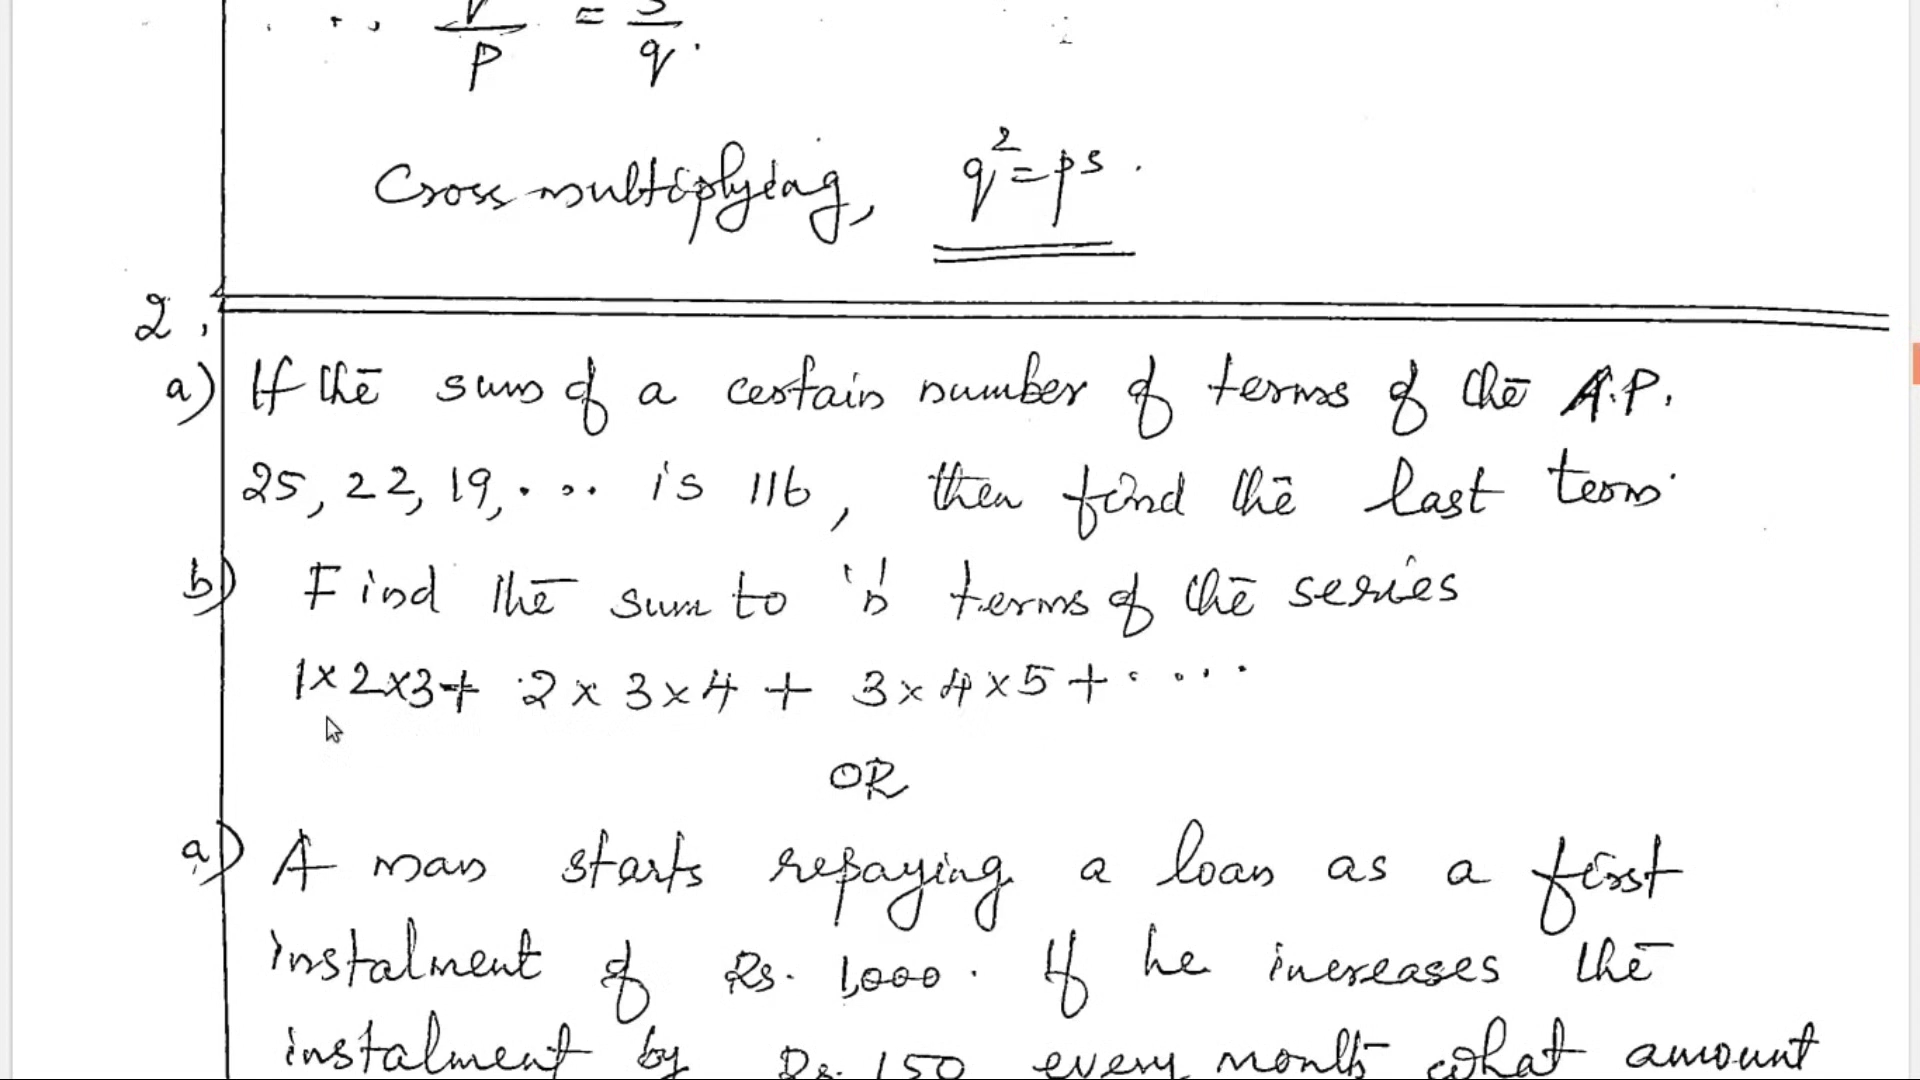 ∴ r/p = s/q.
Cross multiplying, q² = ps.
2.
a) If the sum of a certain number of terms of the A.P.
25, 22, 19, .... is 116, then find the last term.
b) Find the sum to 'n' terms of the series
1×2×3+ 2×3×4 + 3×4×5+....
OR
a) A man starts repaying a loan as a first
instalment of Rs. 1,000. If he increases the
instalment by Rs. 150 every month what amount